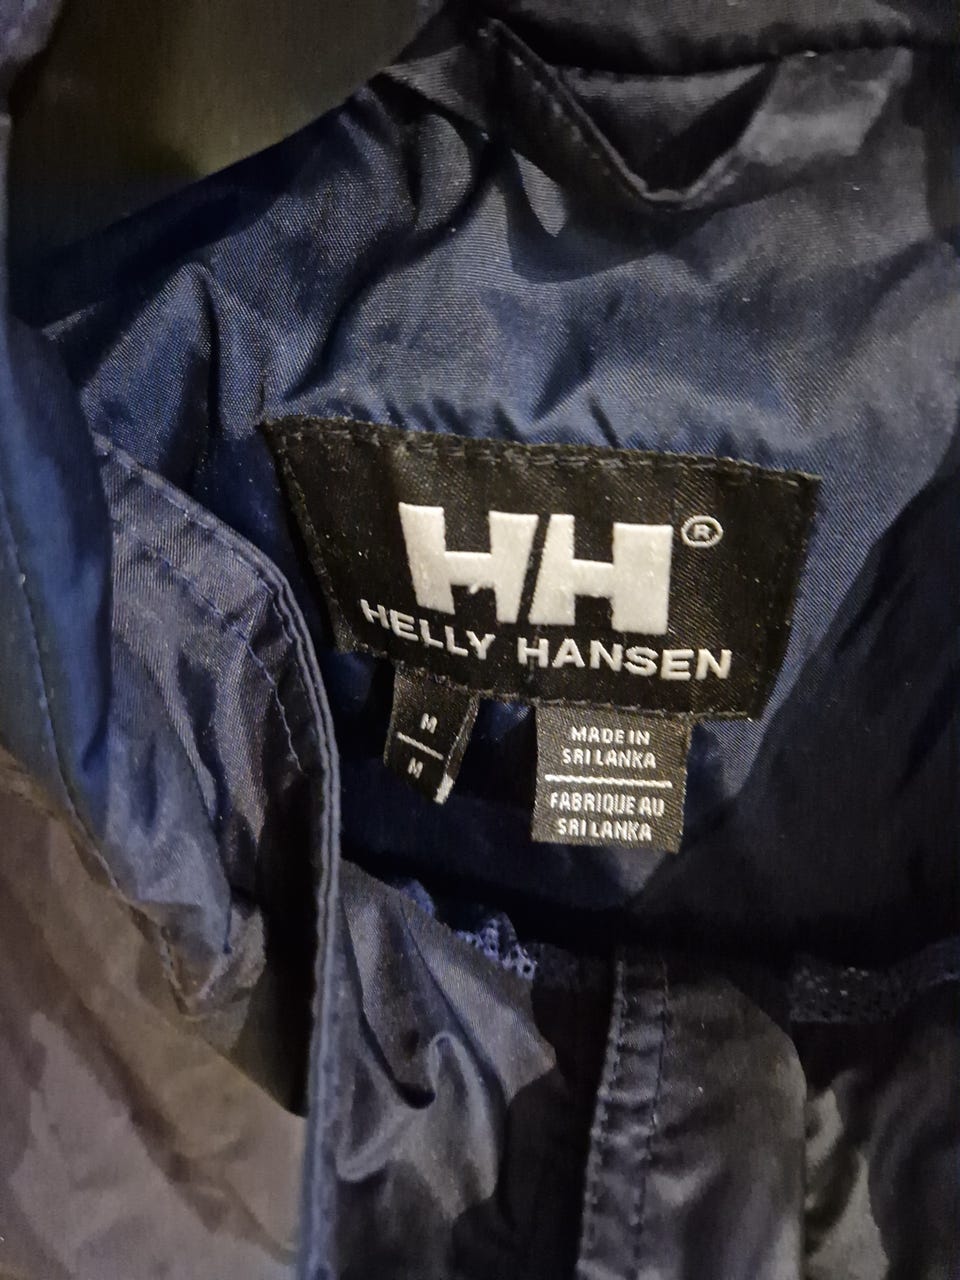 HH®
HELLY HANSEN
M
M
MADE IN
SRI LANKA
FABRIQUE AU
SRI LANKA